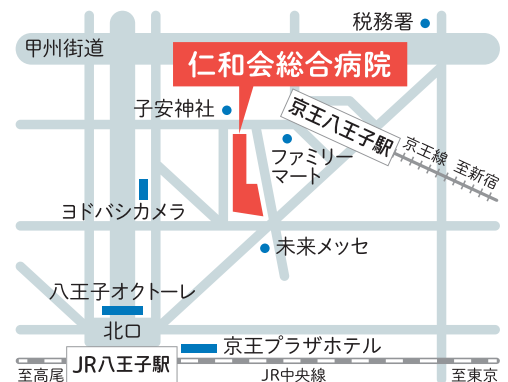 税務署
甲州街道
仁和会総合病院
子安神社
京王八王子駅
ファミリー
マート
京王線 至新宿
ヨドバシカメラ
未来メッセ
八王子オクトーレ
北口
京王プラザホテル
JR八王子駅
至高尾
JR中央線
至東京